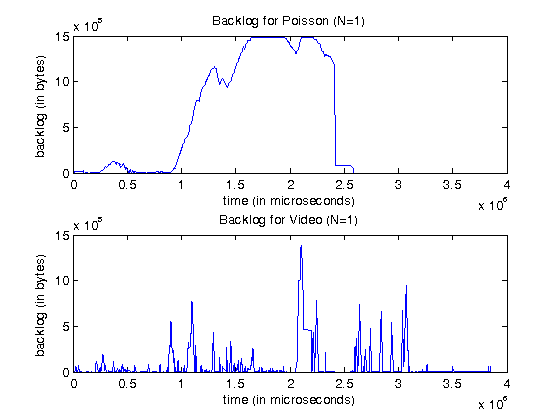 Backlog for Poisson (N=1)
x 10^5
15
10
5
0
backlog (in bytes)
0 0.5 1 1.5 2 2.5 3 3.5 4
time (in microseconds)
x 10^6
Backlog for Video (N=1)
x 10^5
15
10
5
0
backlog (in bytes)
0 0.5 1 1.5 2 2.5 3 3.5 4
time (in microseconds)
x 10^6